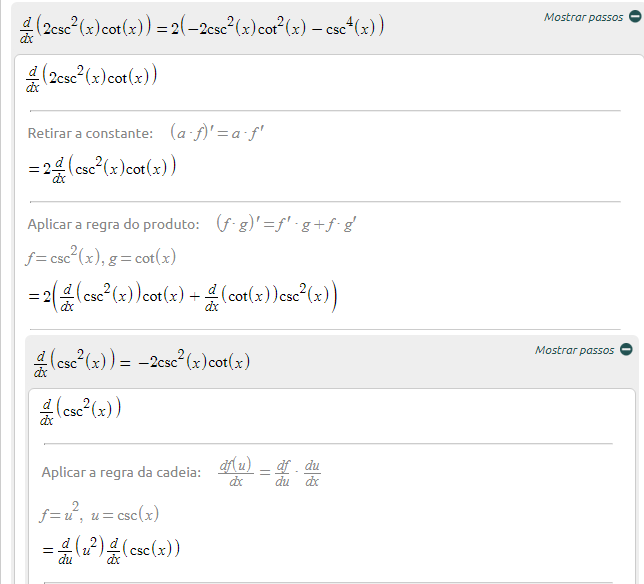 d/dx(2csc²(x)cot(x)) = 2(−2csc²(x)cot²(x) − csc⁴(x)) Mostrar passos
d/dx(2csc²(x)cot(x))
Retirar a constante: (a·f)′=a·f′
=2 d/dx(csc²(x)cot(x))
Aplicar a regra do produto: (f·g)′=f′·g+f·g′
f=csc²(x), g=cot(x)
=2(d/dx(csc²(x))cot(x) + d/dx(cot(x))csc²(x))
d/dx(csc²(x)) = −2csc²(x)cot(x) Mostrar passos
d/dx(csc²(x))
Aplicar a regra da cadeia: df(u)/dx = df/du · du/dx
f=u², u=csc(x)
= d/du(u²) d/dx(csc(x))